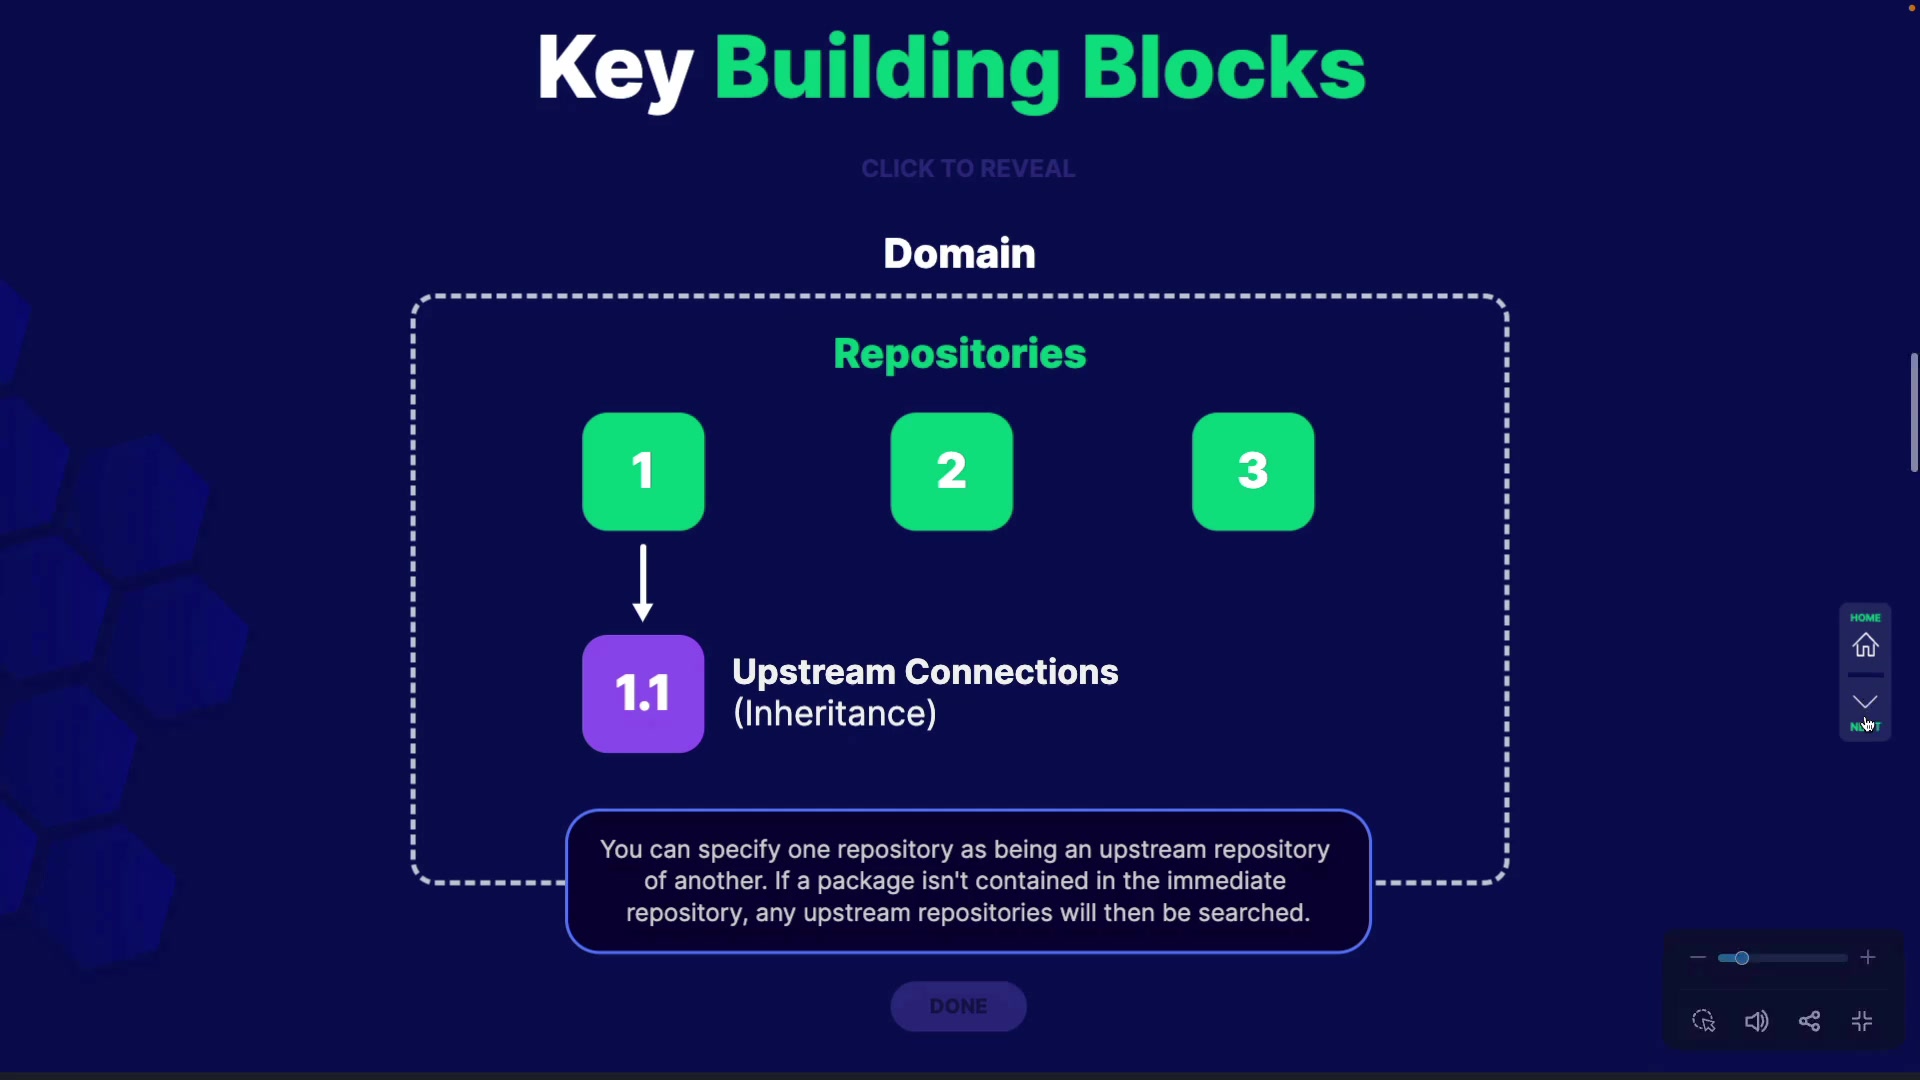 Key Building Blocks
CLICK TO REVEAL
Domain
Repositories
1
2
3
1.1
Upstream Connections
(Inheritance)
HOME
NEXT
You can specify one repository as being an upstream repository
of another. If a package isn't contained in the immediate
repository, any upstream repositories will then be searched.
DONE